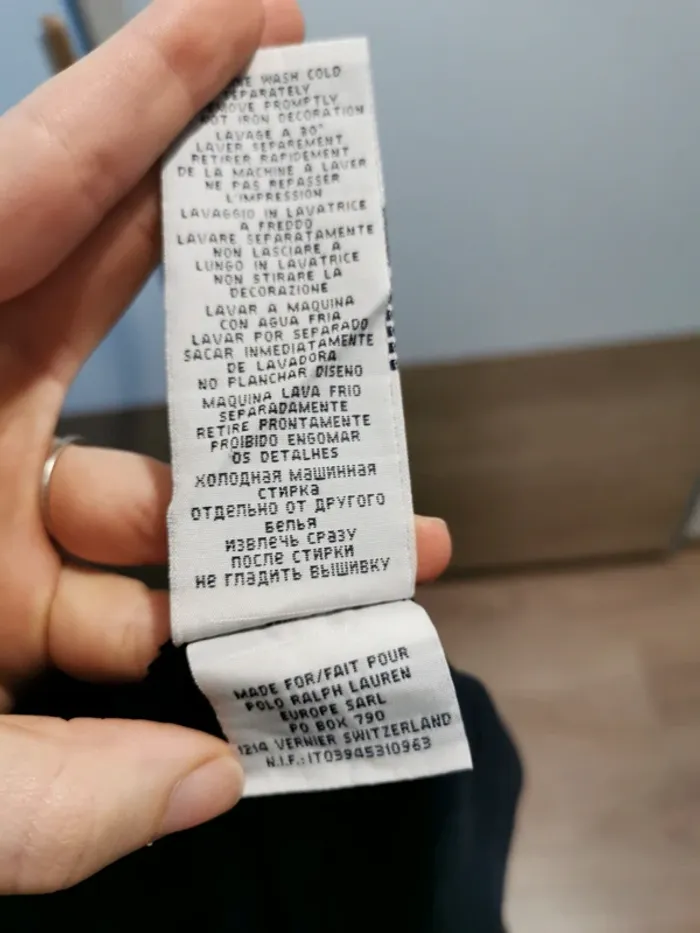 WASH COLD
SEPARATELY
REMOVE PROMPTLY
NOT IRON DECORATION
LAVAGE A 30°
LAVER SEPAREMENT
RETIRER RAPIDEMENT
DE LA MACHINE A LAVER
NE PAS REPASSER
L'IMPRESSION
LAVAGGIO IN LAVATRICE
A FREDDO
LAVARE SEPARATAMENTE
NON LASCIARE A
LUNGO IN LAVATRICE
NON STIRARE LA
DECORAZIONE
LAVAR A MAQUINA
CON AGUA FRIA
LAVAR POR SEPARADO
SACAR INMEDIATAMENTE
DE LAVADORA
NO PLANCHAR DISENO
MAQUINA LAVA FRIO
SEPARADAMENTE
RETIRE PRONTAMENTE
PROIBIDO ENGOMAR
OS DETALHES
ХОЛОДНАЯ МАШИННАЯ
СТИРКА
ОТДЕЛЬНО ОТ ДРУГОГО
БЕЛЬЯ
ИЗВЛЕЧЬ СРАЗУ
ПОСЛЕ СТИРКИ
НЕ ГЛАДИТЬ ВЫШИВКУ
MADE FOR/FAIT POUR
POLO RALPH LAUREN
EUROPE SARL
PO BOX 790
1214 VERNIER SWITZERLAND
N.I.F.:IT03945310963